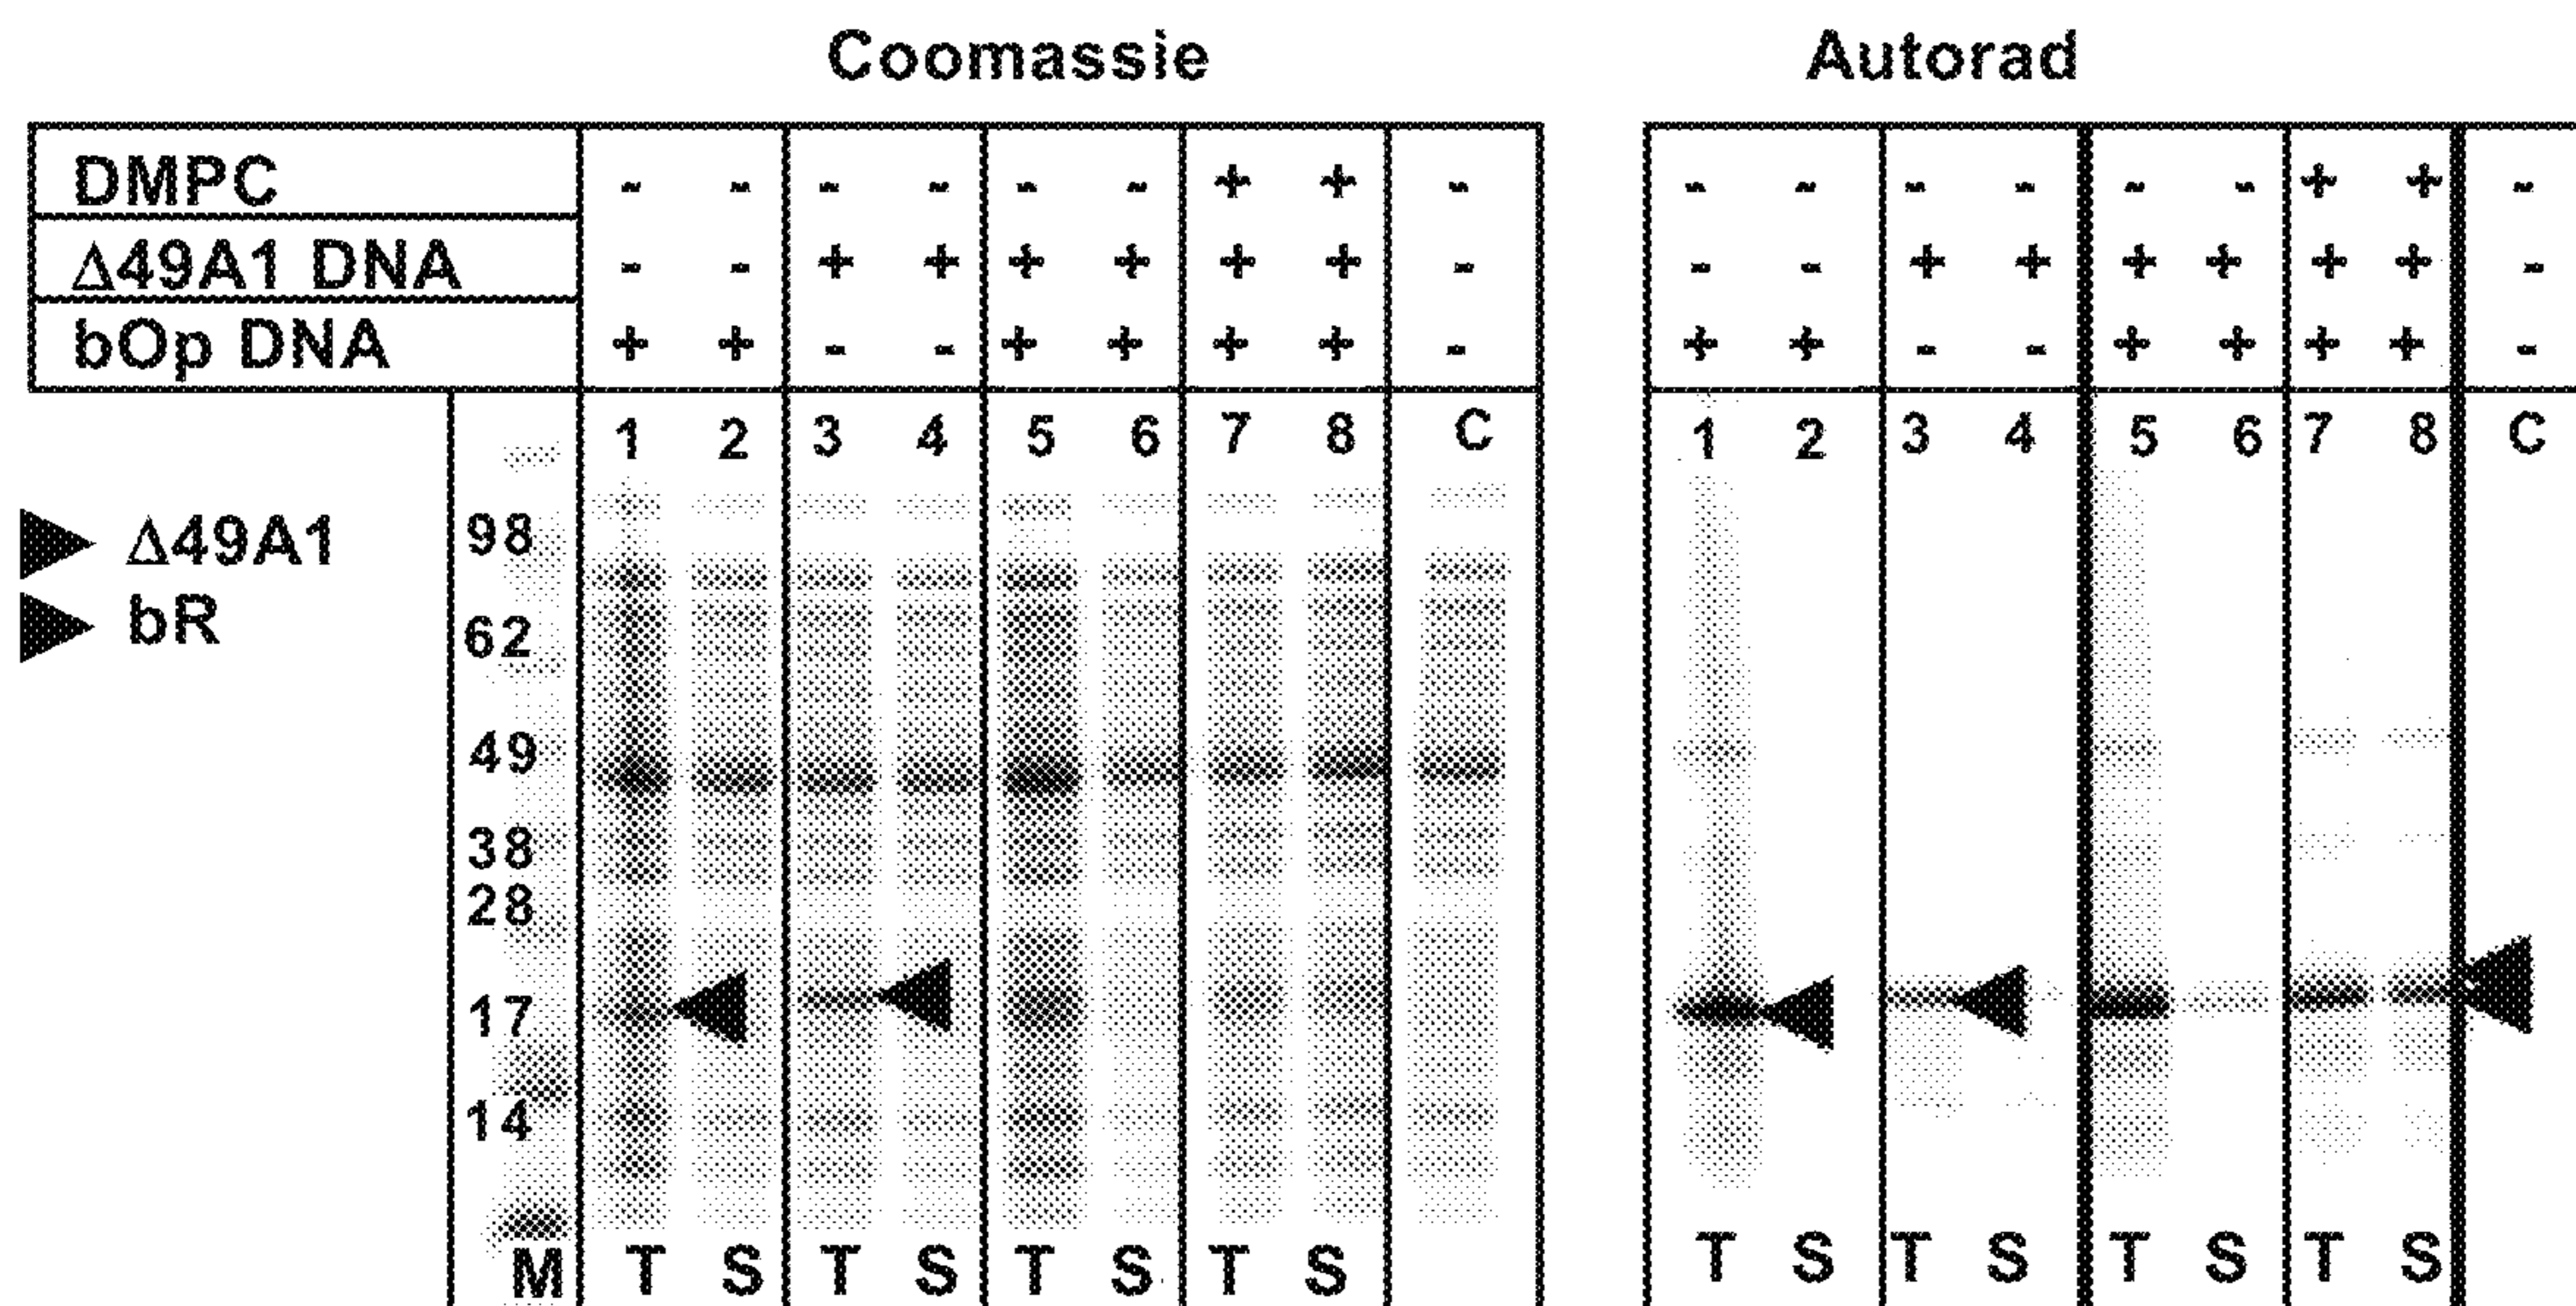 Coomassie Autorad
DMPC - - - - - - + + - - - - - - - + + -
Δ49A1 DNA - - + + + + + + - - - + + + + + + -
bOp DNA + + - - + + + + - + + - - + + + + -
1 2 3 4 5 6 7 8 C 1 2 3 4 5 6 7 8 C
Δ49A1
bR
98
62
49
38
28
17
14
M T S T S T S T S T S T S T S T S